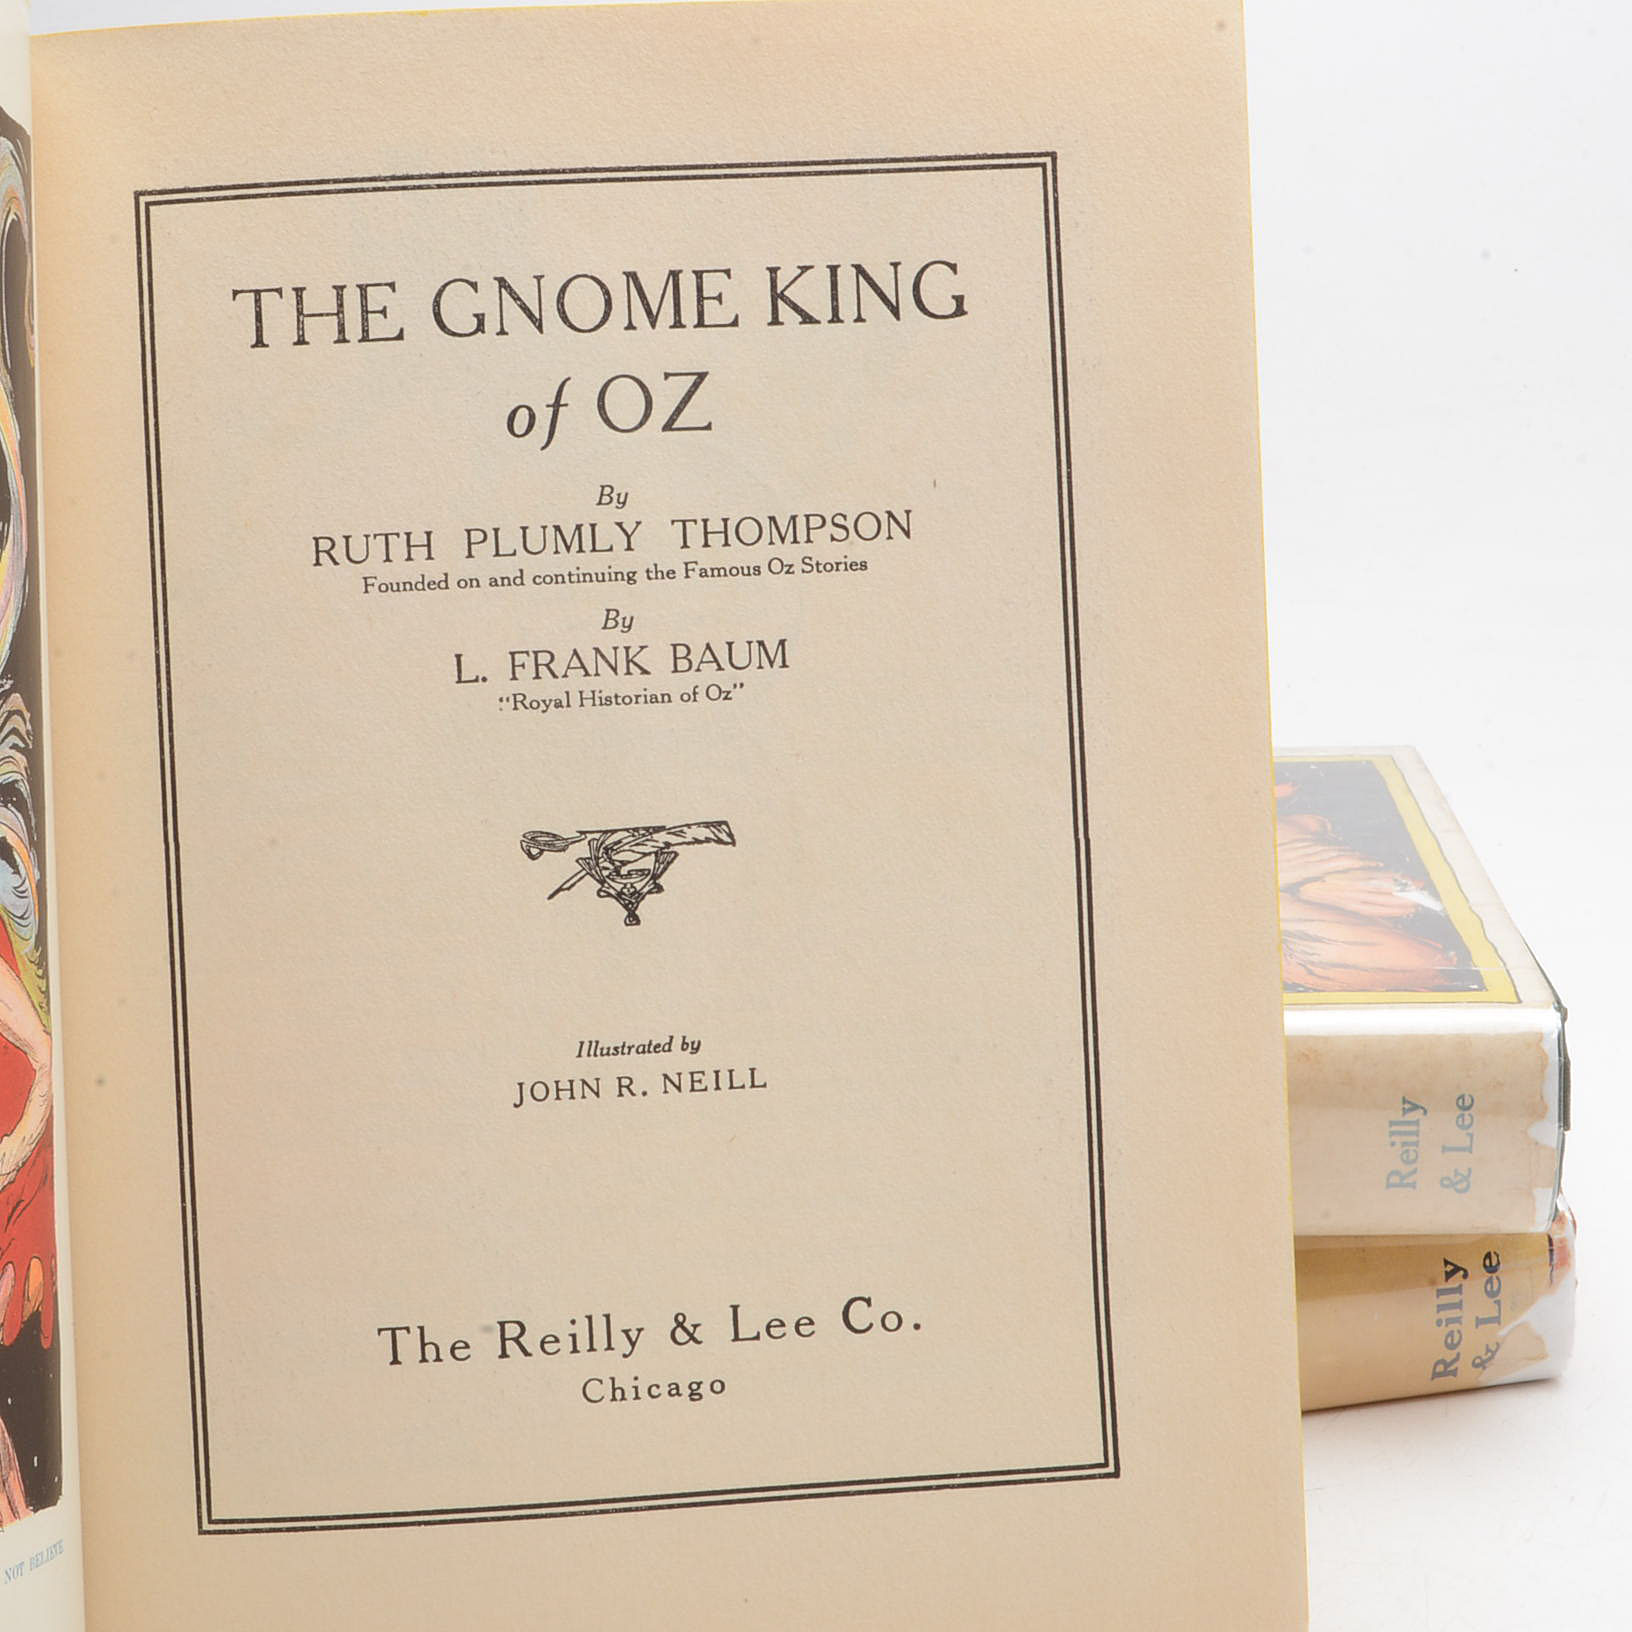 THE GNOME KING
of OZ
By
RUTH PLUMLY THOMPSON
Founded on and continuing the Famous Oz Stories
By
L. FRANK BAUM
"Royal Historian of Oz"
Illustrated by
JOHN R. NEILL
The Reilly & Lee Co.
Chicago
NOT BELIEVE
Reilly
& Lee
Reilly
& Lee